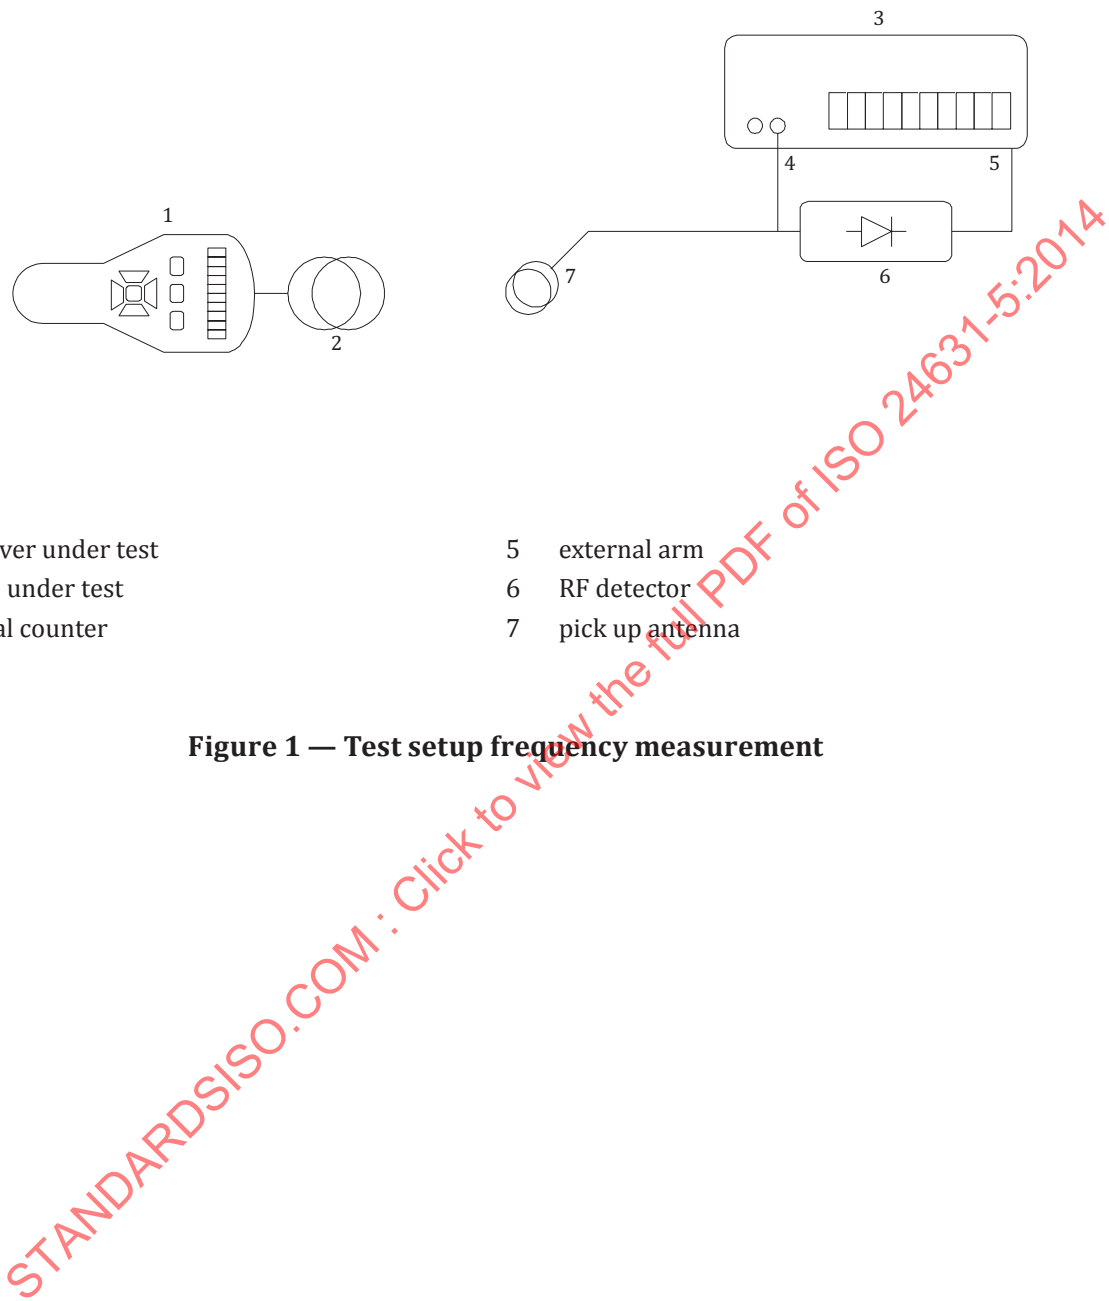 3
4
5
1
7
6
2
ver under test
under test
al counter
5 external arm
6 RF detector
7 pick up antenna
Figure 1 — Test setup frequency measurement
STANDARDSISO.COM : Click to view the full PDF of ISO 24631-5:2014